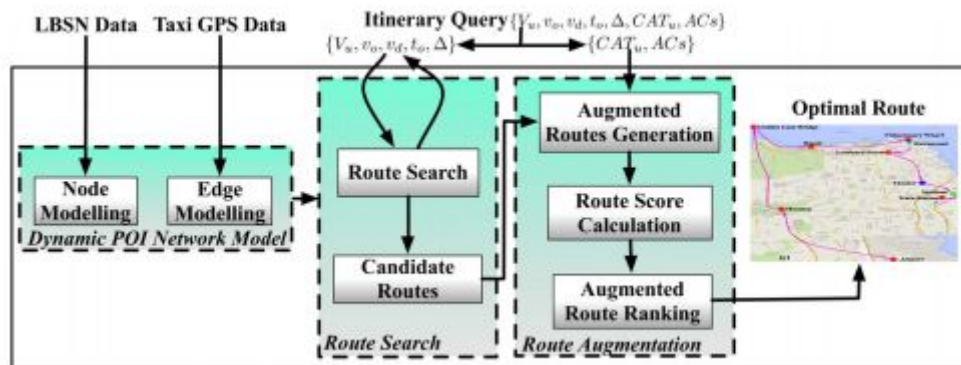 LBSN Data
Taxi GPS Data
Itinerary Query {V_u, v_o, v_d, t_o, Δ, CAT_u, ACs}
{V_u, v_o, v_d, t_o, Δ}
{CAT_u, ACs}
Node
Modelling
Edge
Modelling
Dynamic POI Network Model
Route Search
Candidate
Routes
Route Search
Augmented
Routes Generation
Route Score
Calculation
Augmented
Route Ranking
Route Augmentation
Optimal Route